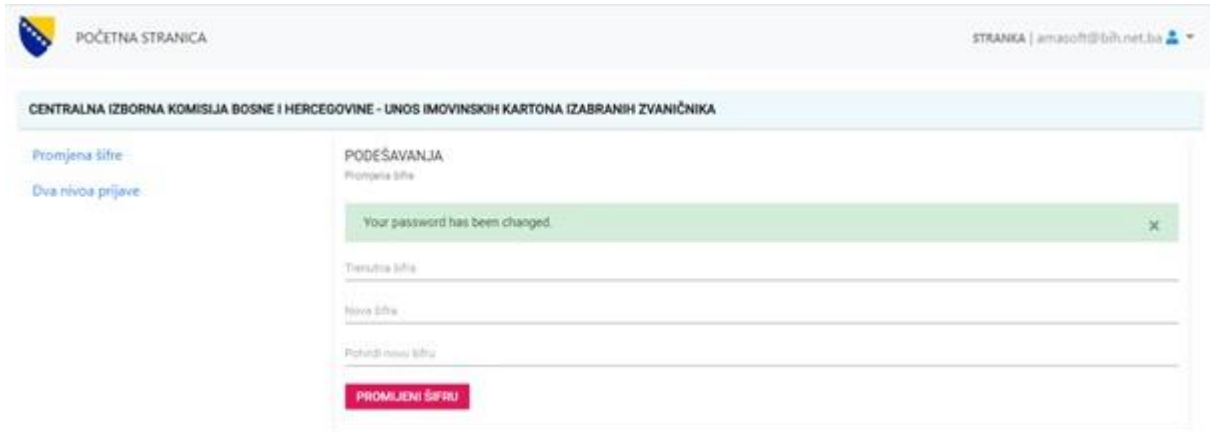 POČETNA STRANICA
STRANKA | amasoft@bih.net.ba
CENTRALNA IZBORNA KOMISIJA BOSNE I HERCEGOVINE - UNOS IMOVINSKIH KARTONA IZABRANIH ZVANIČNIKA
Promjena šifre
Dva nivoa prijave
PODEŠAVANJA
Promjena šifre
Your password has been changed.
Trenutna šifra
Nova šifra
Potvrdi novu šifru
PROMIJENI ŠIFRU